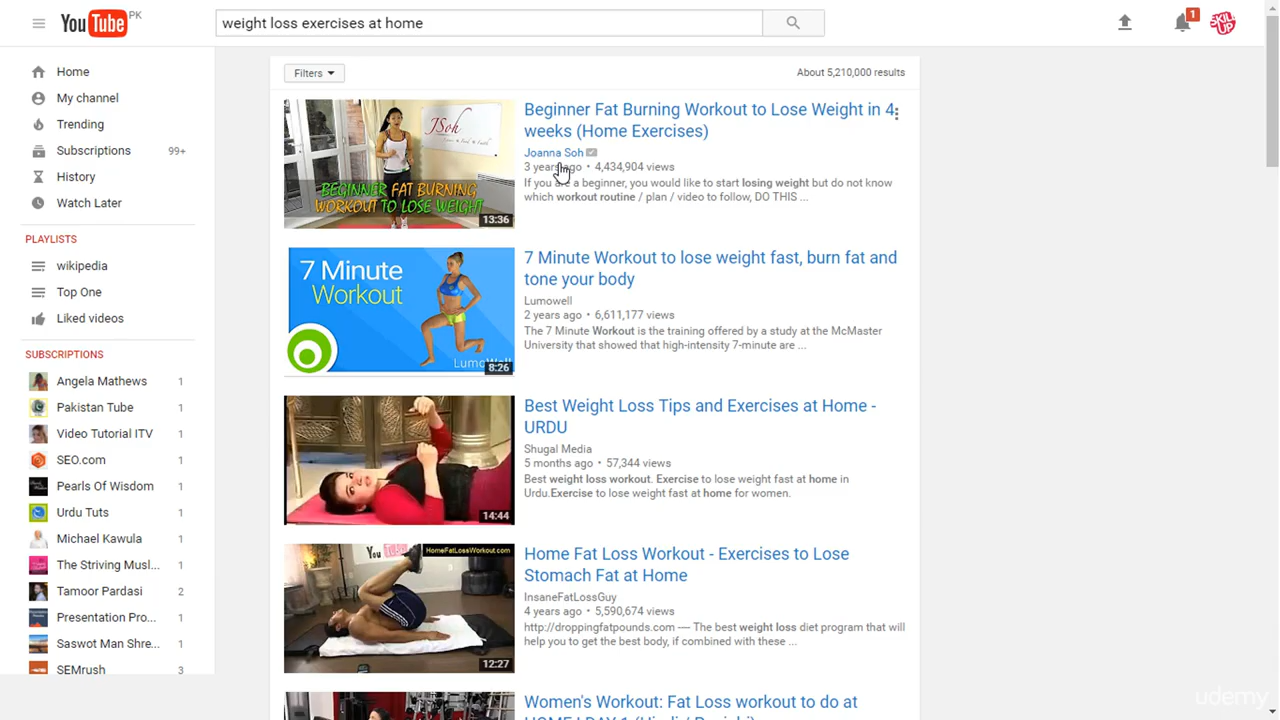 YouTube PK
weight loss exercises at home
1
SKILL UP
Home
My channel
Trending
Subscriptions 99+
History
Watch Later
PLAYLISTS
wikipedia
Top One
Liked videos
SUBSCRIPTIONS
Angela Mathews 1
Pakistan Tube 1
Video Tutorial ITV 1
SEO.com 1
Pearls Of Wisdom 1
Urdu Tuts 1
Michael Kawula 1
The Striving Musl... 1
Tamoor Pardasi 2
Presentation Pro... 1
Saswot Man Shre... 1
SEMrush 3
Filters
About 5,210,000 results
JSoh
BEGINNER FAT BURNING
WORKOUT TO LOSE WEIGHT
13:36
Beginner Fat Burning Workout to Lose Weight in 4
weeks (Home Exercises)
Joanna Soh
3 years ago • 4,434,904 views
If you are a beginner, you would like to start losing weight but do not know
which workout routine / plan / video to follow, DO THIS ...
7 Minute
Workout
8:26
7 Minute Workout to lose weight fast, burn fat and
tone your body
Lumowell
2 years ago • 6,611,177 views
The 7 Minute Workout is the training offered by a study at the McMaster
University that showed that high-intensity 7-minute are ...
14:44
Best Weight Loss Tips and Exercises at Home -
URDU
Shugal Media
5 months ago • 57,344 views
Best weight loss workout. Exercise to lose weight fast at home in
Urdu.Exercise to lose weight fast at home for women.
HomeFatLossWorkout.com
12:27
Home Fat Loss Workout - Exercises to Lose
Stomach Fat at Home
InsaneFatLossGuy
4 years ago • 5,590,674 views
http://droppingfatpounds.com –– The best weight loss diet program that will
help you to get the best body, if combined with these ...
Women's Workout: Fat Loss workout to do at
udemy